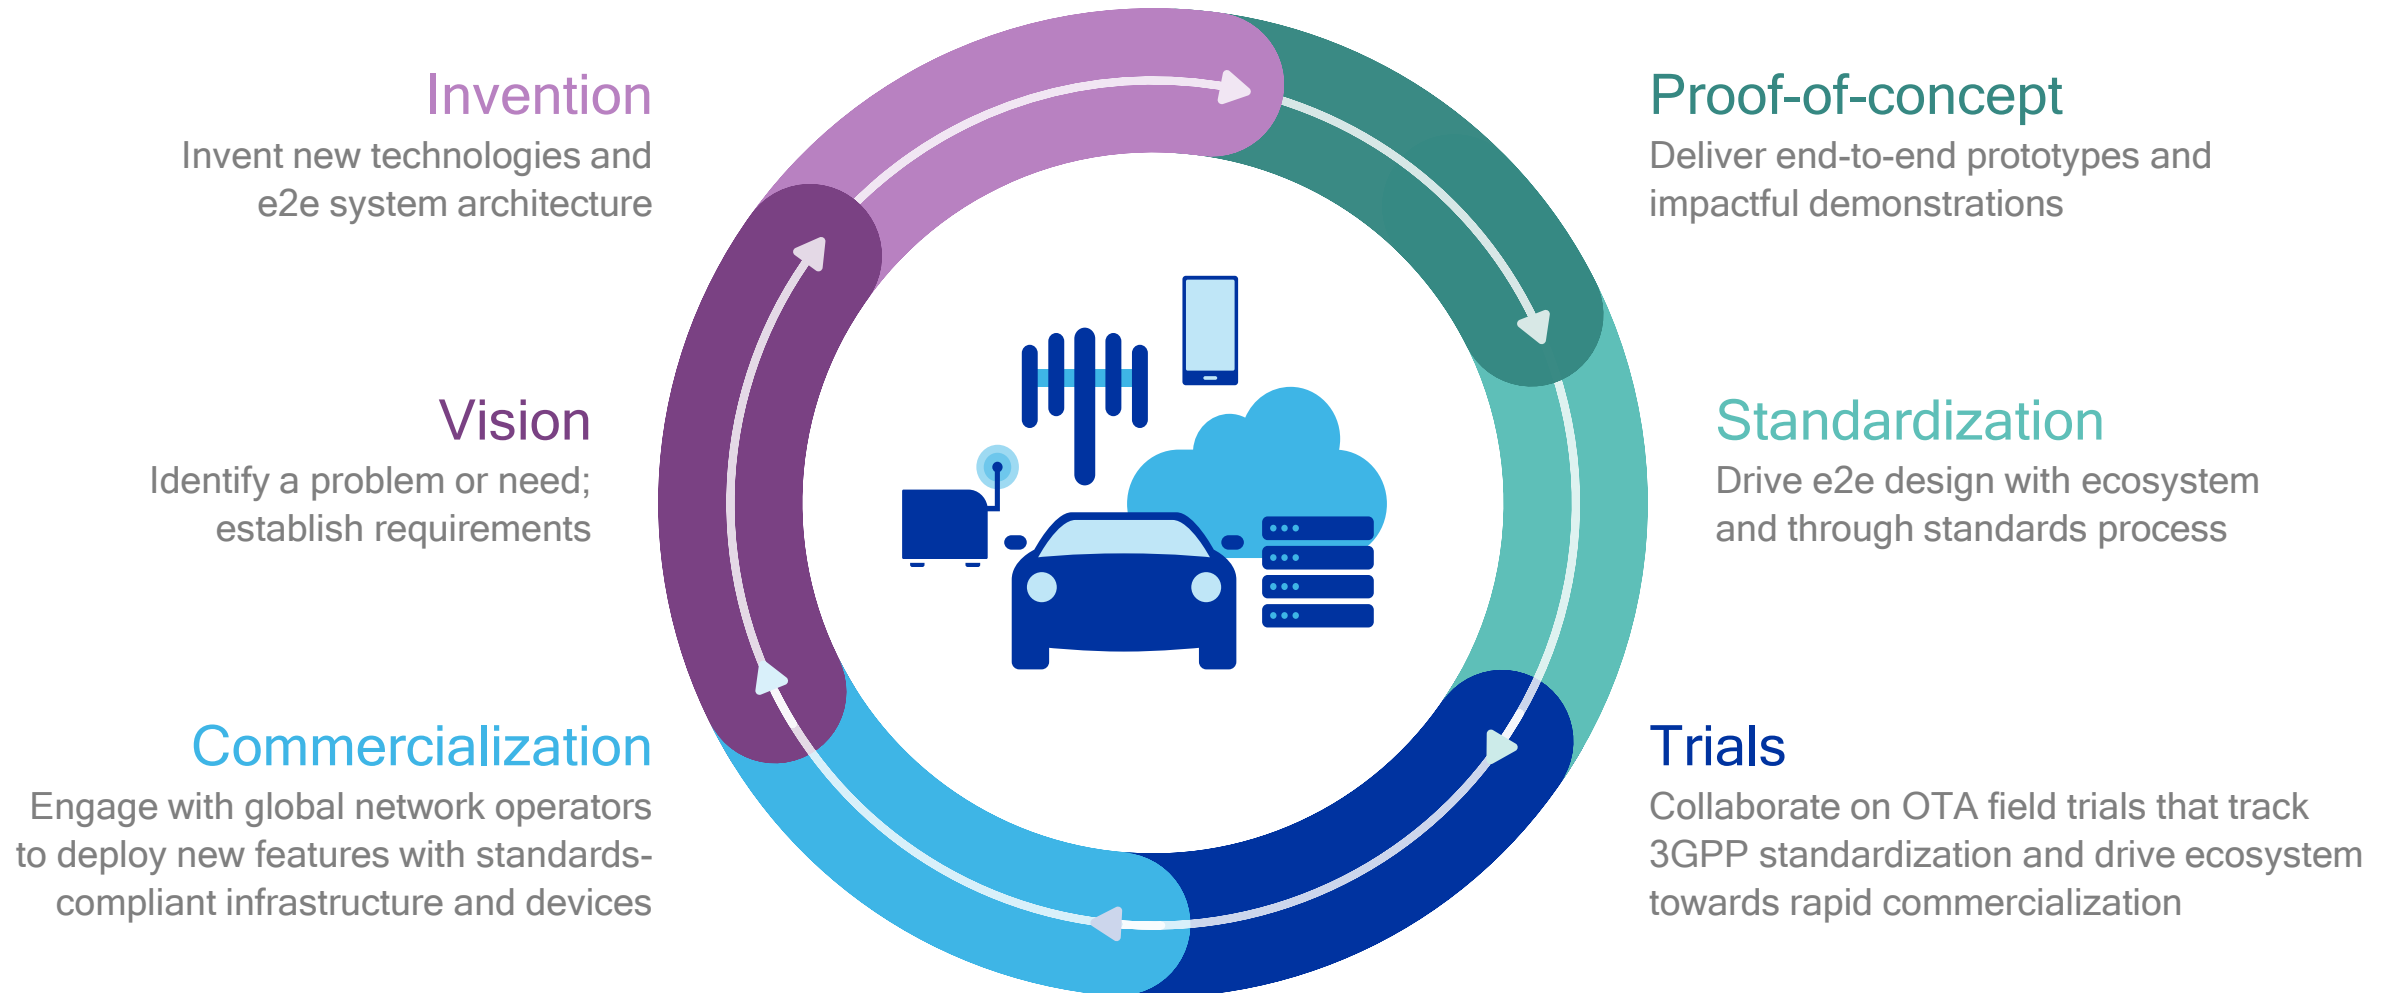 Invention
Invent new technologies and
e2e system architecture
Vision
Identify a problem or need;
establish requirements
Commercialization
Engage with global network operators
to deploy new features with standards-
compliant infrastructure and devices
Proof-of-concept
Deliver end-to-end prototypes and
impactful demonstrations
Standardization
Drive e2e design with ecosystem
and through standards process
Trials
Collaborate on OTA field trials that track
3GPP standardization and drive ecosystem
towards rapid commercialization